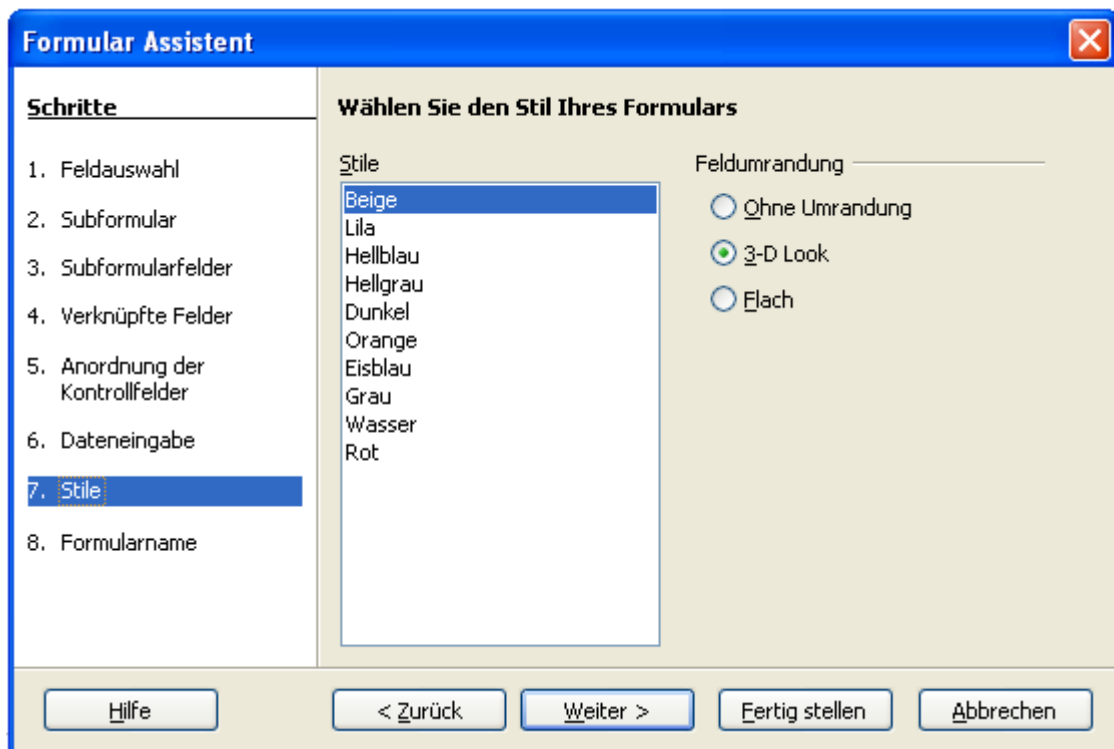 Formular Assistent
Schritte
1. Feldauswahl
2. Subformular
3. Subformularfelder
4. Verknüpfte Felder
5. Anordnung der
Kontrollfelder
6. Dateneingabe
7. Stile
8. Formularname
Wählen Sie den Stil Ihres Formulars
Stile
Beige
Lila
Hellblau
Hellgrau
Dunkel
Orange
Eisblau
Grau
Wasser
Rot
Feldumrandung
Ohne Umrandung
3-D Look
Flach
Hilfe
< Zurück
Weiter >
Fertig stellen
Abbrechen